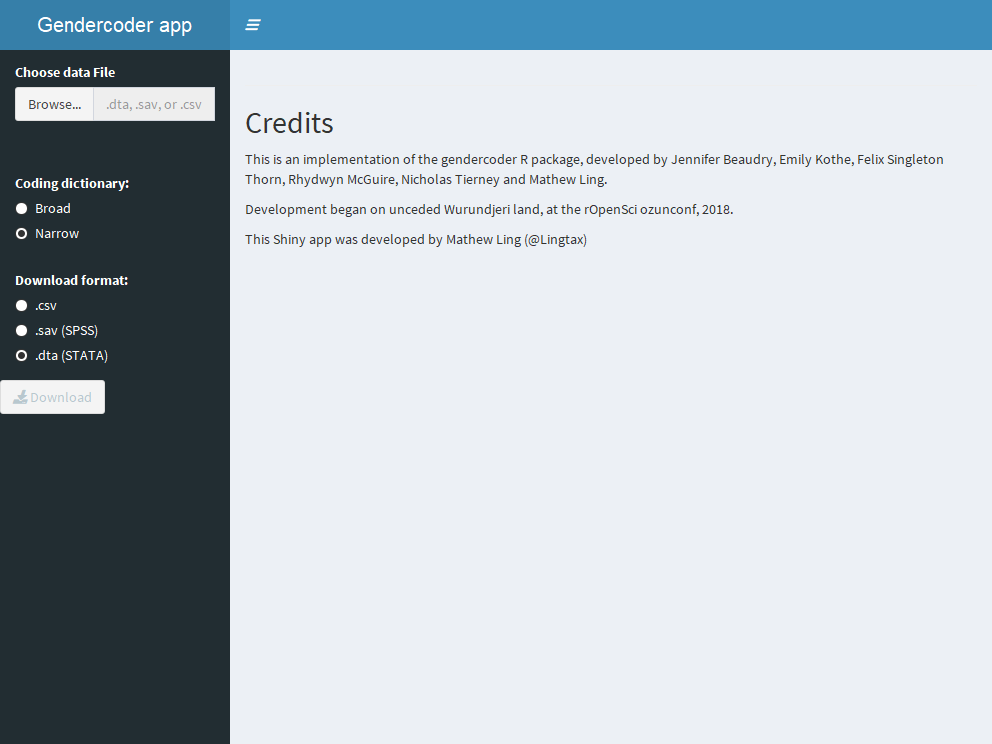 Gendercoder app
Choose data File
Browse... .dta, .sav, or .csv
Coding dictionary:
Broad
Narrow
Download format:
.csv
.sav (SPSS)
.dta (STATA)
Download
Credits
This is an implementation of the gendercoder R package, developed by Jennifer Beaudry, Emily Kothe, Felix Singleton
Thorn, Rhydwyn McGuire, Nicholas Tierney and Mathew Ling.
Development began on unceded Wurundjeri land, at the rOpenSci ozunconf, 2018.
This Shiny app was developed by Mathew Ling (@Lingtax)